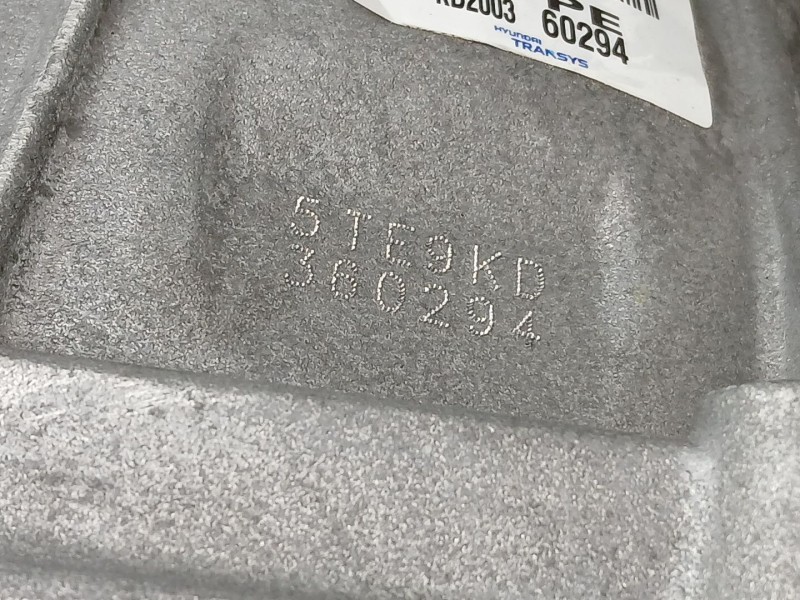 PE
KD2003 60294
HYUNDAI
TRANSYS
5TE9KD
360294